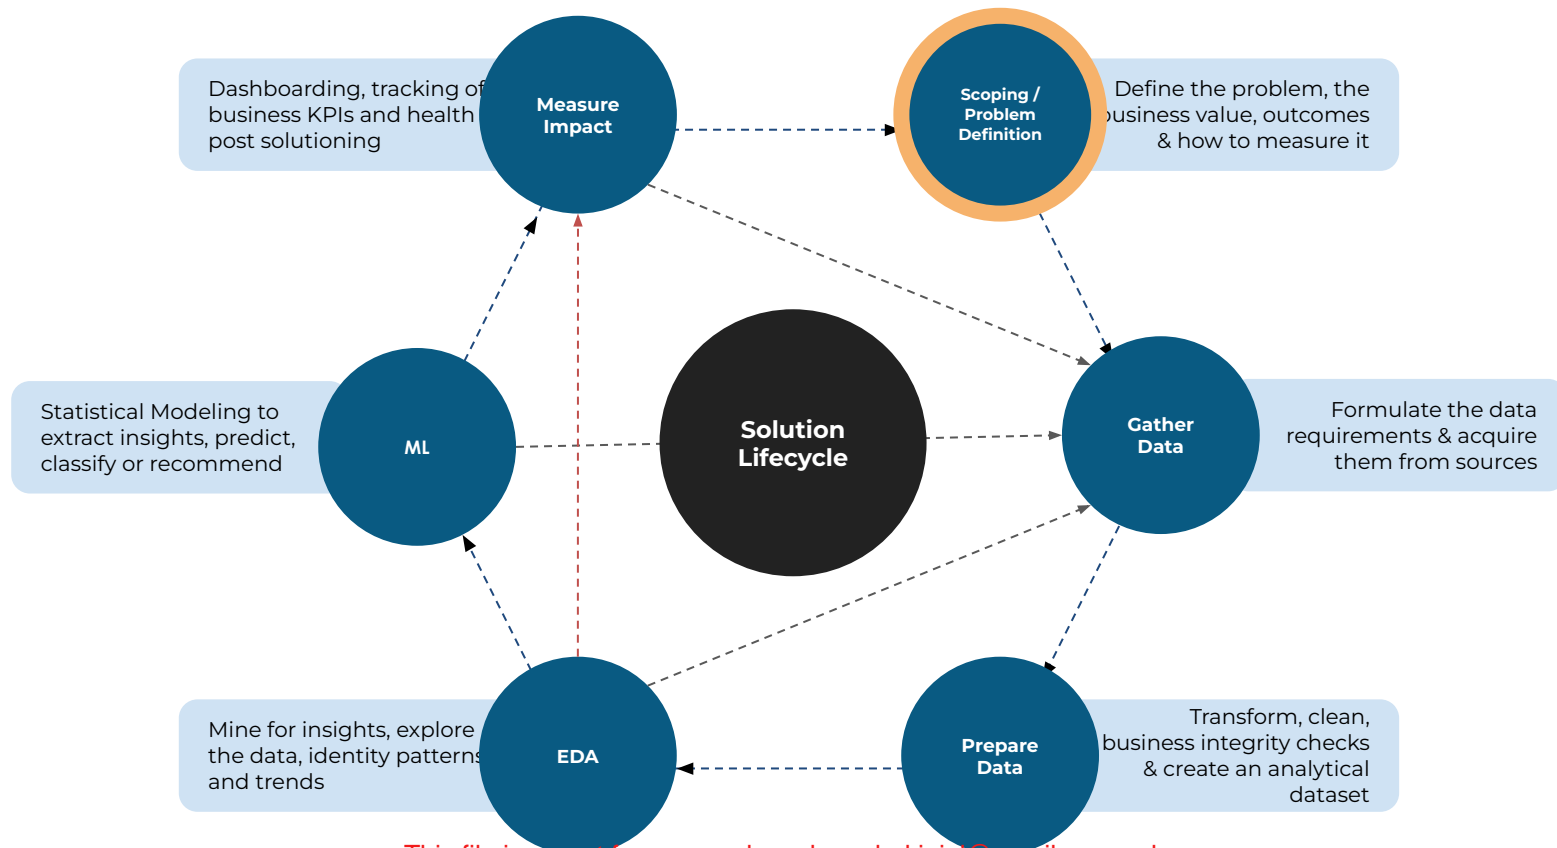 Dashboarding, tracking of
business KPIs and health
post solutioning
Measure
Impact
Scoping /
Problem
Definition
Define the problem, the
business value, outcomes
& how to measure it
Statistical Modeling to
extract insights, predict,
classify or recommend
ML
Solution
Lifecycle
Gather
Data
Formulate the data
requirements & acquire
them from sources
Mine for insights, explore
the data, identity patterns
and trends
EDA
Prepare
Data
Transform, clean,
business integrity checks
& create an analytical
dataset
This file is